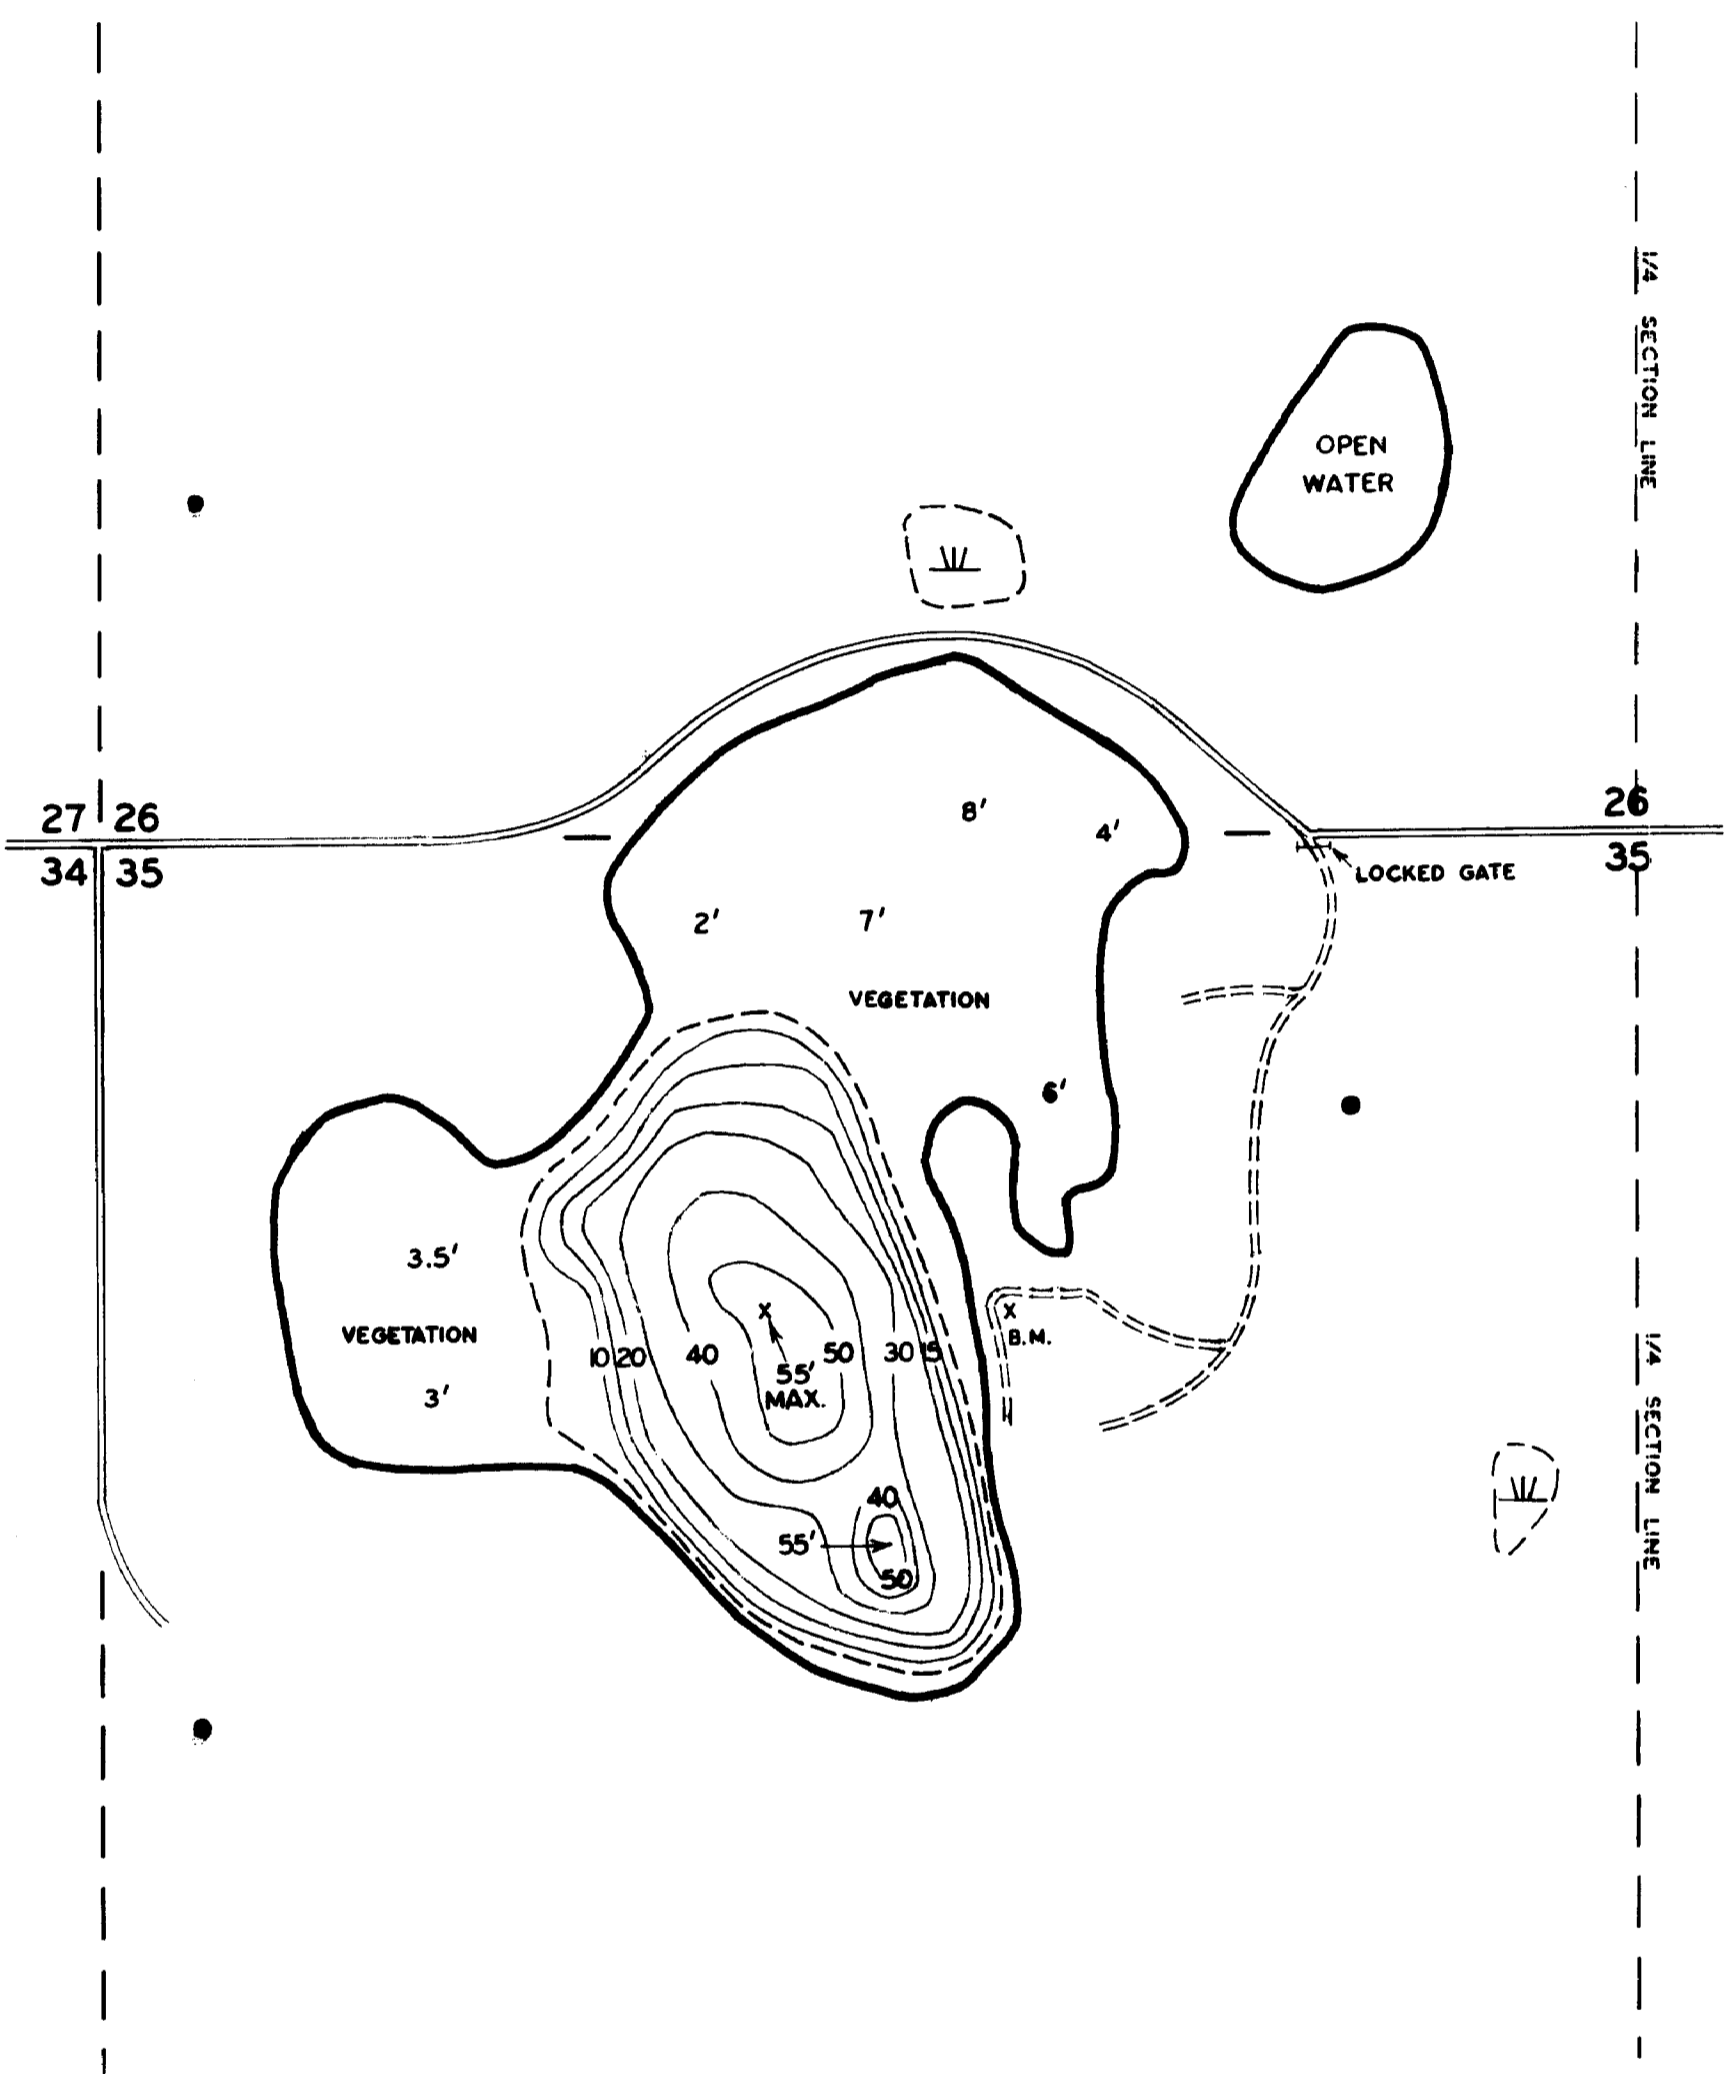 1/4 SECTION LINE
OPEN
WATER
27 26
34 35
26
35
LOCKED GATE
8'
4'
2'
7'
VEGETATION
6'
3.5'
VEGETATION
3'
X
X
B.M.
10 20 40 50 30 15
55'
MAX.
1/4 SECTION LINE
40
55'
50